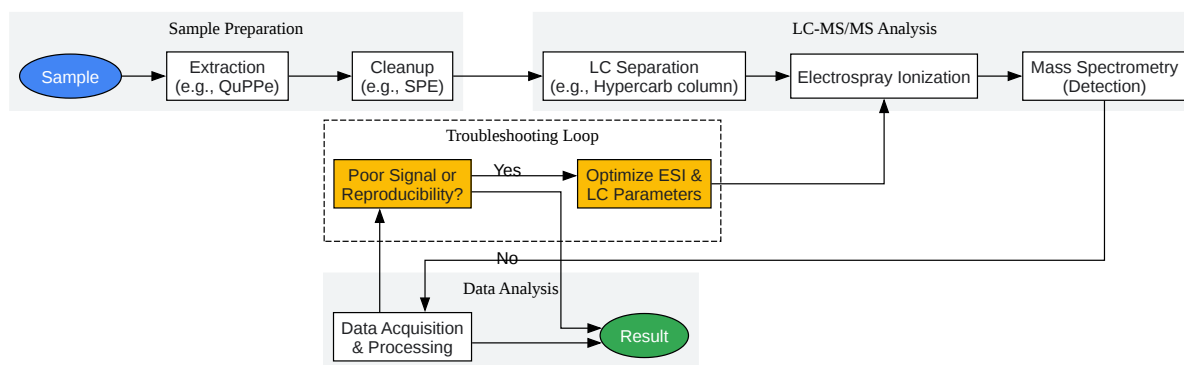 Sample Preparation
LC-MS/MS Analysis
Sample
Extraction
(e.g., QuPPe)
Cleanup
(e.g., SPE)
LC Separation
(e.g., Hypercarb column)
Electrospray Ionization
Mass Spectrometry
(Detection)
Troubleshooting Loop
Poor Signal or
Reproducibility?
Yes
Optimize ESI &
LC Parameters
No
Data Analysis
Data Acquisition
& Processing
Result